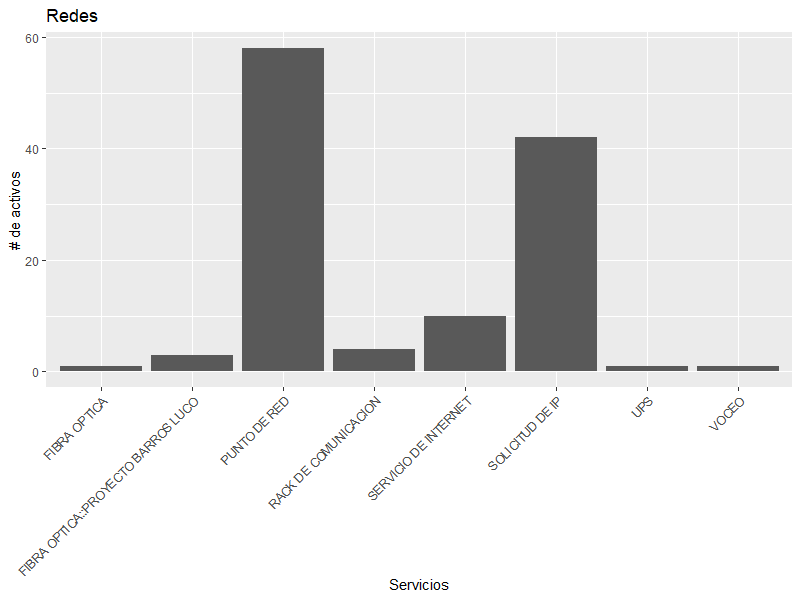 Redes
60
40
20
0
# de activos
FIBRA OPTICA
FIBRA OPTICA::PROYECTO BARROS LUCO
PUNTO DE RED
RACK DE COMUNICACION
SERVICIO DE INTERNET
SOLICITUD DE IP
UPS
VOCEO
Servicios